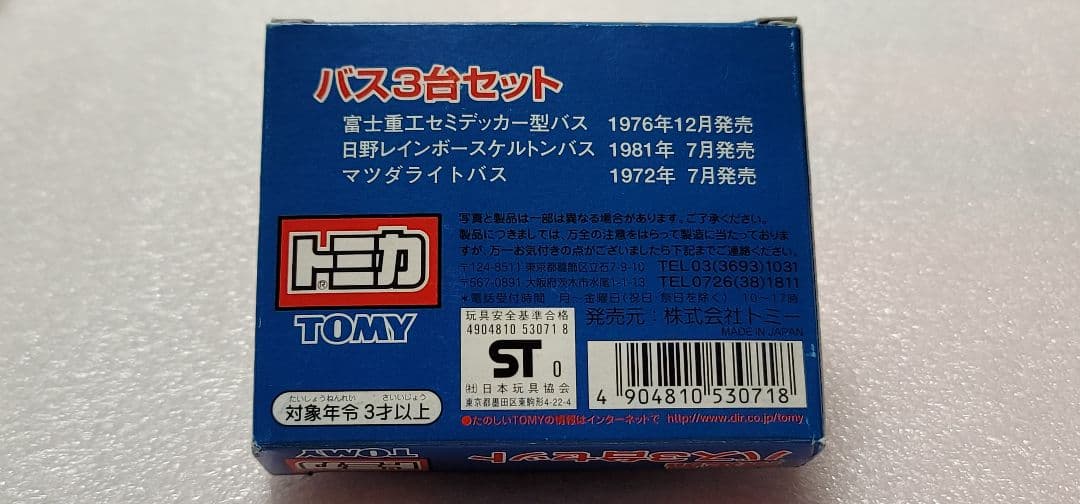 バス3台セット
富士重工セミデッカー型バス 1976年12月発売
日野レインボースケルトンバス 1981年 7月発売
マツダライトバス 1972年 7月発売
写真と製品は一部は異なる場合があります。ご了承ください。
製品につきましては、万全の注意をはらって製造に当たっておりま
すが、万一お気付きの点がございましたら下記までご連絡ください。
〒124-8511 東京都葛飾区立石7-9-10 TEL03(3693)1031
〒567-0891 大阪府茨木市水尾1-1-13 TEL0726(38)1811
＊電話受付時間 月〜金曜日(祝日・祭日を除く) 10〜17時
発売元：株式会社トミー
MADE IN JAPAN
トミカ
®
TOMY
玩具安全基準合格
4904810 53071 8
ST 0
(社)日本玩具協会
東京都墨田区東駒形4-22-4
4 904810 530718
たいしょうねんれい さいいじょう
対象年令 3才以上
●たのしいTOMYの情報はインターネットで http://www.dir.co.jp/tomy
トミカ
TOMY
バス3台セット